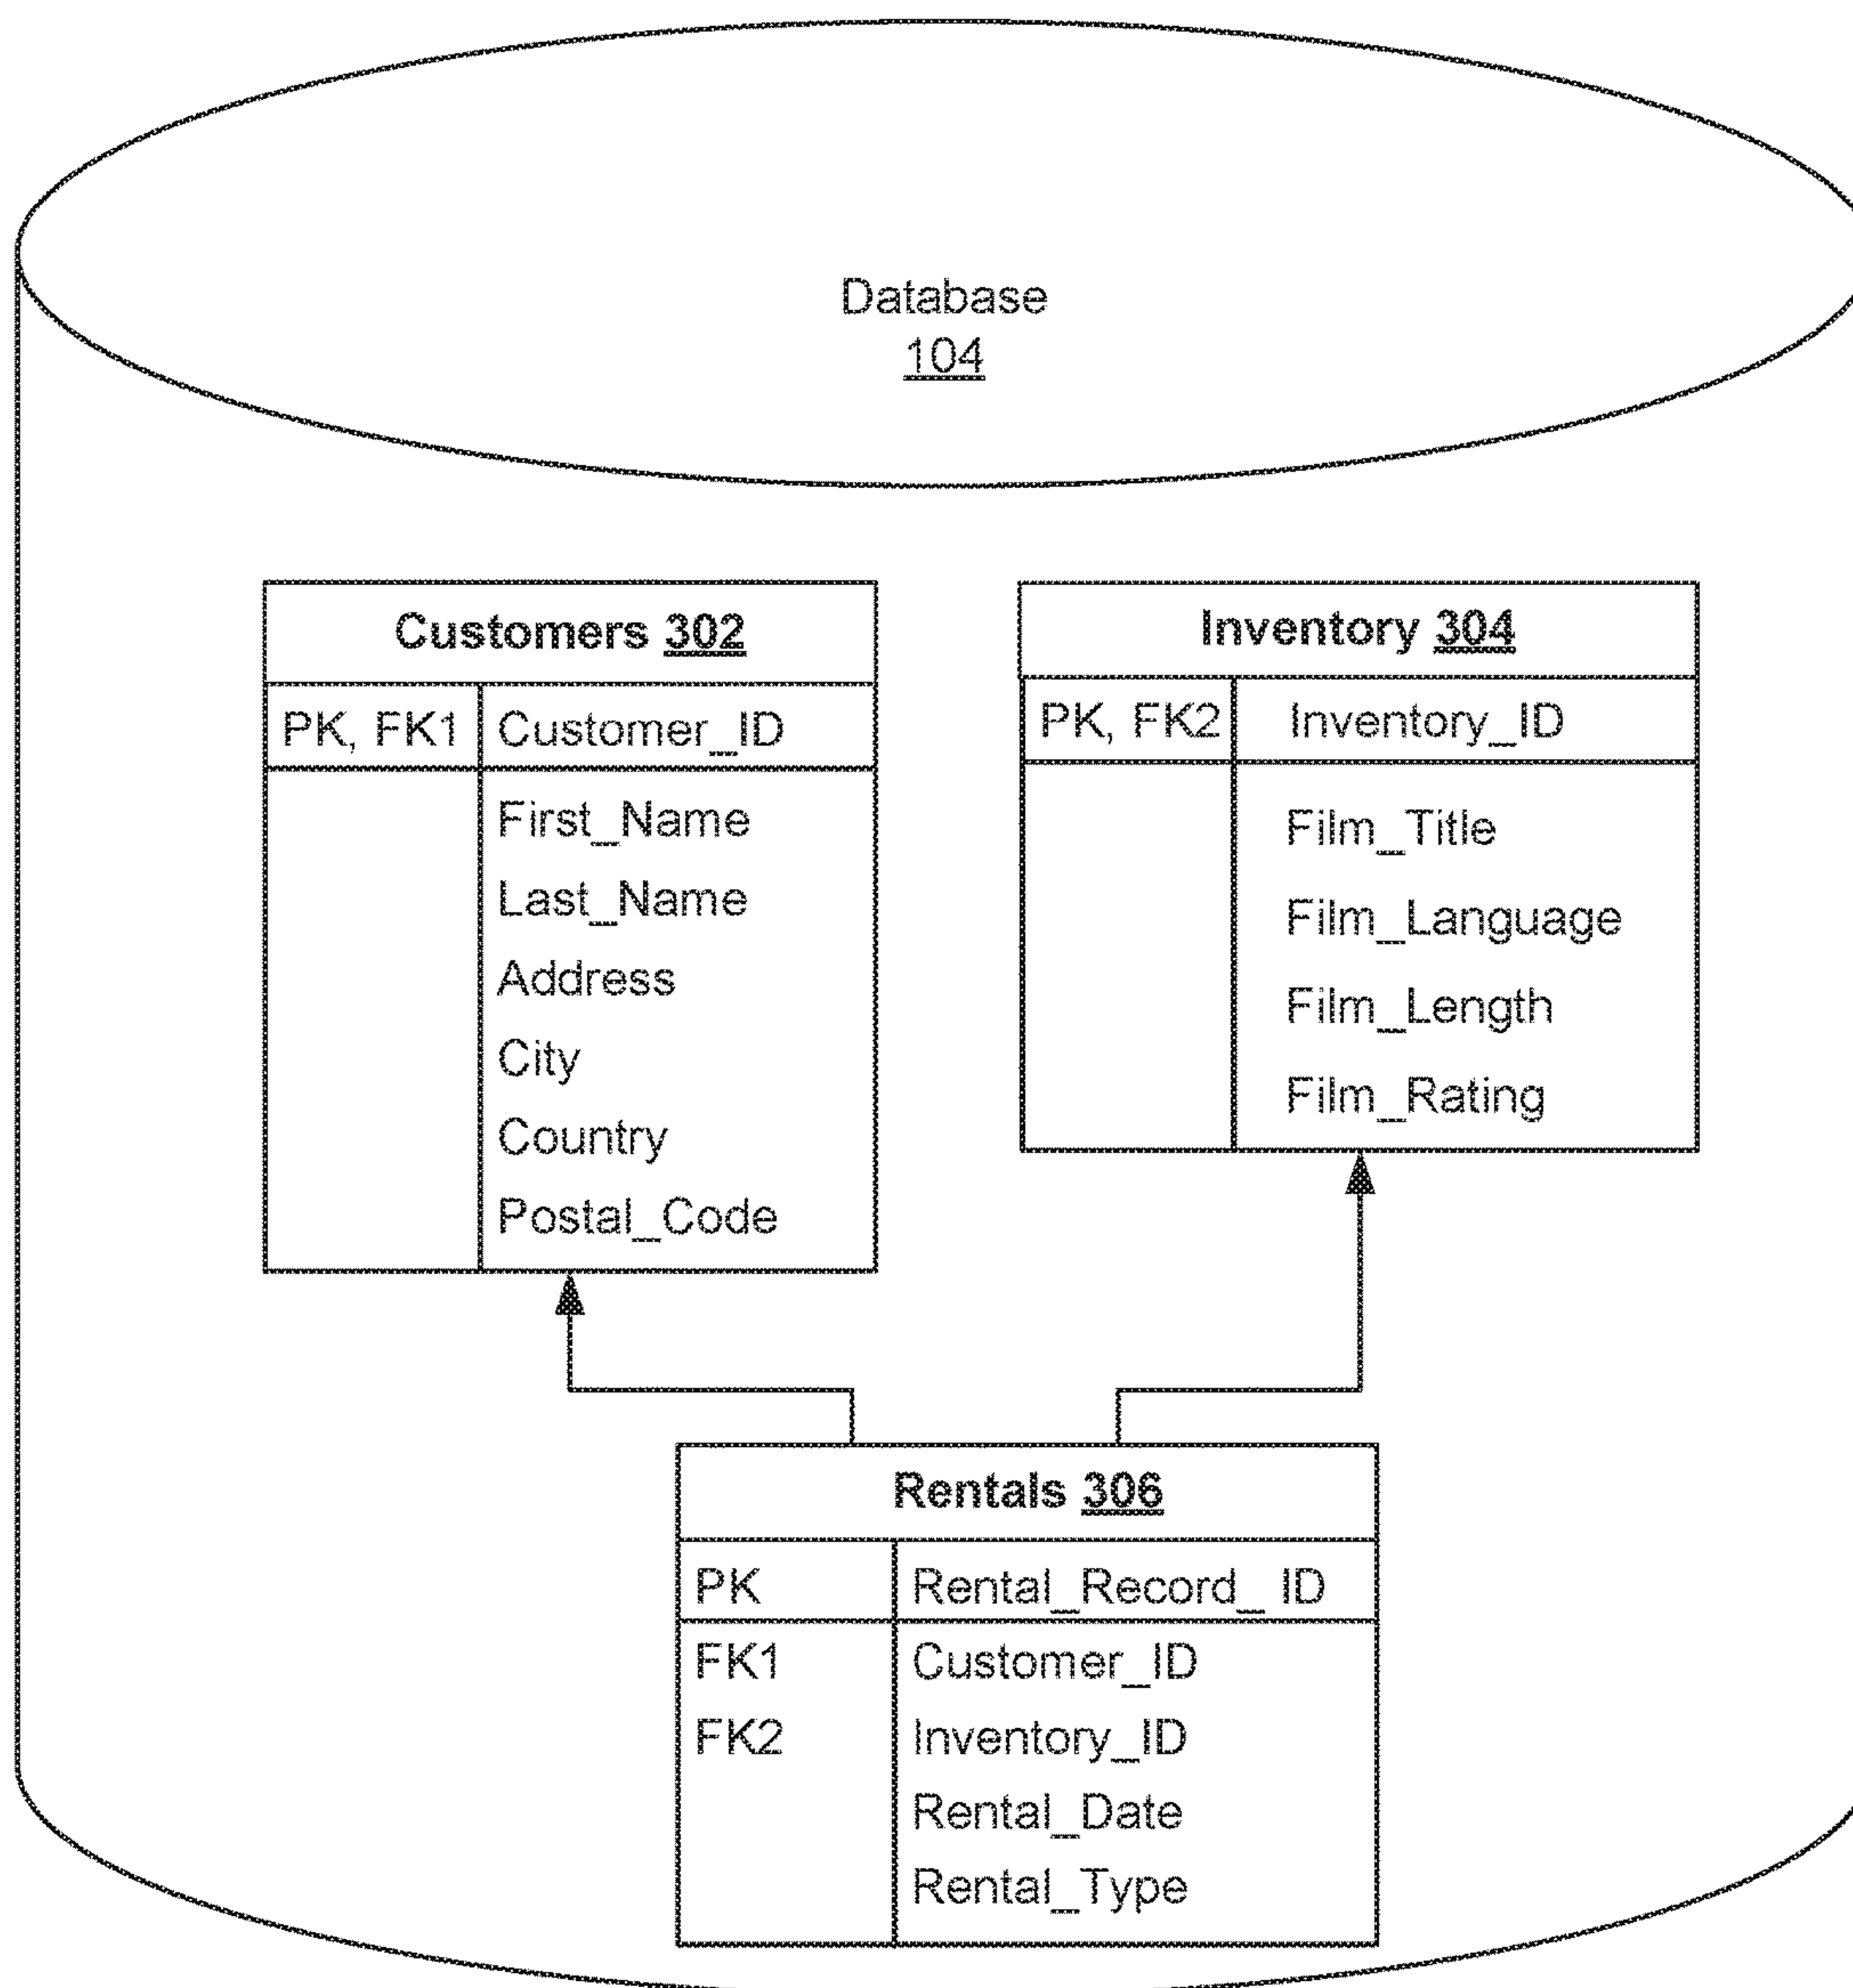 Database
104
Customers 302
PK, FK1 Customer_ID
First_Name
Last_Name
Address
City
Country
Postal_Code
Inventory 304
PK, FK2 Inventory_ID
Film_Title
Film_Language
Film_Length
Film_Rating
Rentals 306
PK Rental_Record_ ID
FK1 Customer_ID
FK2 Inventory_ID
Rental_Date
Rental_Type